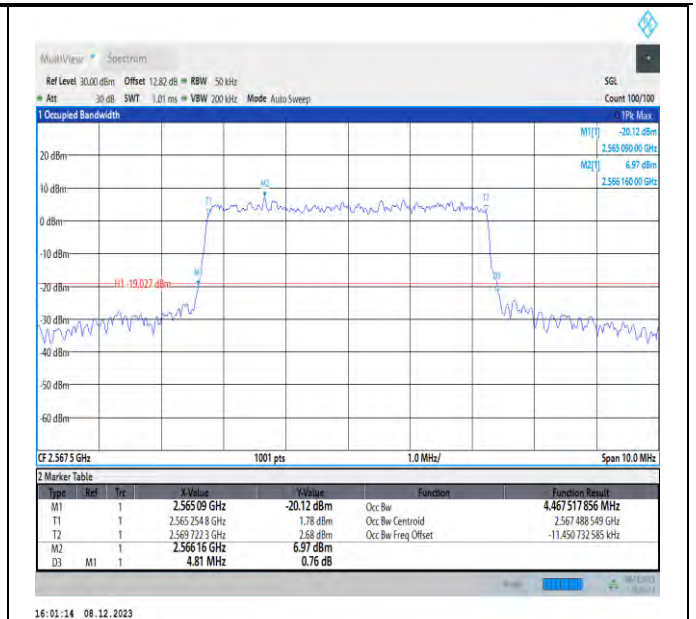 MultiView Spectrum
Ref Level 30.00 dBm Offset 12.82 dB RBW 50 kHz SGL
Att 30 dB SWT 1.01 ms VBW 200 kHz Mode Auto Sweep Count 100/100
1 Occupied Bandwidth 1Pk Max
M1[1] -20.12 dBm
2.565 090 00 GHz
M2[1] 6.97 dBm
2.566 160 00 GHz
20 dBm
10 dBm
M2
T1
T2
0 dBm
-10 dBm
M1
D3
H1 -19.027 dBm
-20 dBm
-30 dBm
-40 dBm
-50 dBm
-60 dBm
CF 2.567 5 GHz 1001 pts 1.0 MHz/ Span 10.0 MHz
2 Marker Table
Type Ref Trc X-Value Y-Value Function Function Result
M1 1 2.565 09 GHz -20.12 dBm Occ Bw 4.467 517 856 MHz
T1 1 2.565 254 8 GHz 1.78 dBm Occ Bw Centroid 2.567 488 549 GHz
T2 1 2.569 722 3 GHz 2.68 dBm Occ Bw Freq Offset -11.450 732 585 kHz
M2 1 2.566 16 GHz 6.97 dBm
D3 M1 1 4.81 MHz 0.76 dB
16:01:14 08.12.2023